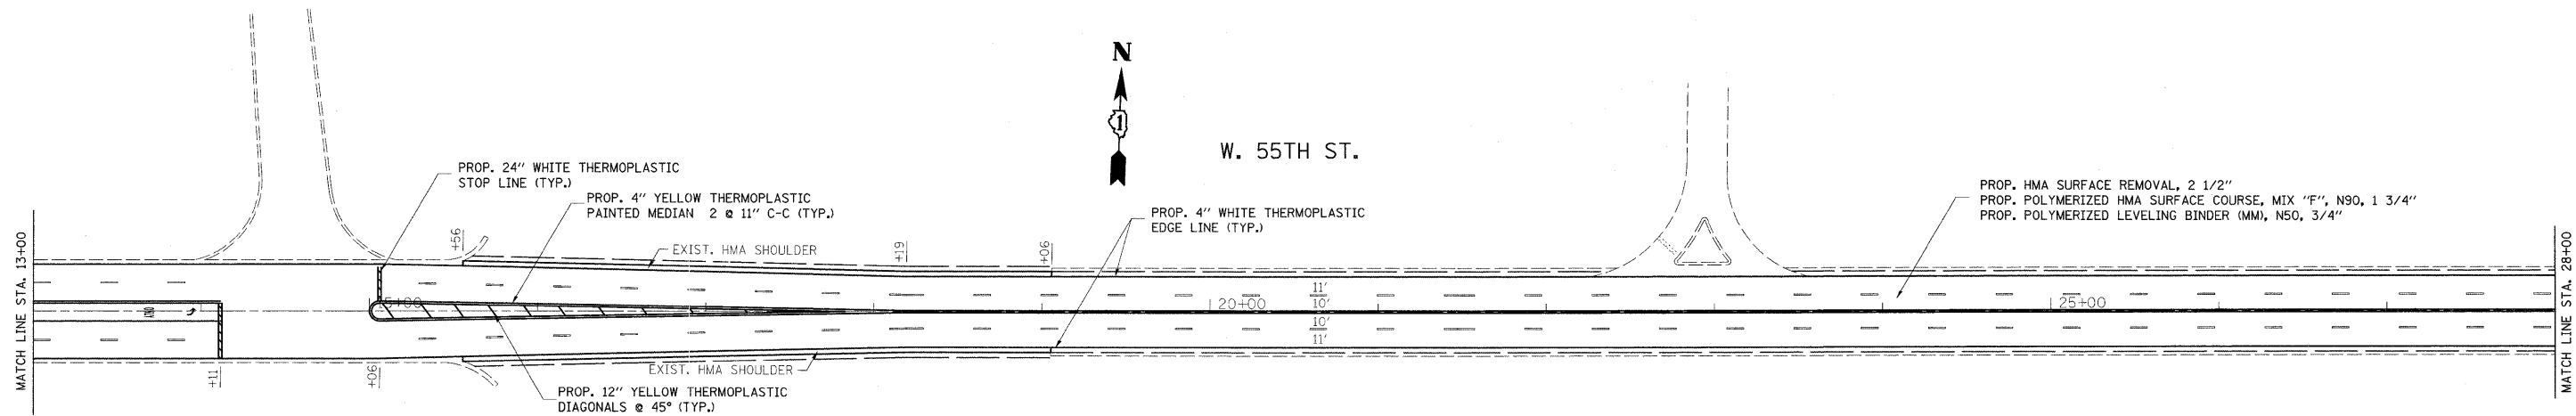 N
1
W. 55TH ST.
PROP. 24" WHITE THERMOPLASTIC
STOP LINE (TYP.)
PROP. 4" YELLOW THERMOPLASTIC
PAINTED MEDIAN 2 @ 11" C-C (TYP.)
PROP. 4" WHITE THERMOPLASTIC
EDGE LINE (TYP.)
PROP. HMA SURFACE REMOVAL, 2 1/2"
PROP. POLYMERIZED HMA SURFACE COURSE, MIX "F", N90, 1 3/4"
PROP. POLYMERIZED LEVELING BINDER (MM), N50, 3/4"
MATCH LINE STA. 13+00
+56
EXIST. HMA SHOULDER
+19
+06
11'
10'
10'
11'
20+00
25+00
MATCH LINE STA. 28+00
+11
+06
EXIST. HMA SHOULDER
PROP. 12" YELLOW THERMOPLASTIC
DIAGONALS @ 45° (TYP.)